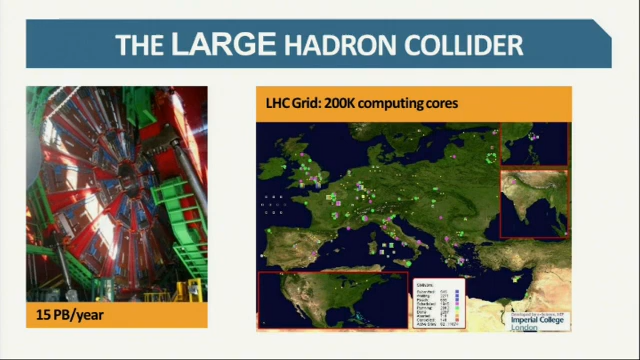 THE LARGE HADRON COLLIDER
LHC Grid: 200K computing cores
15 PB/year
Imperial College
London